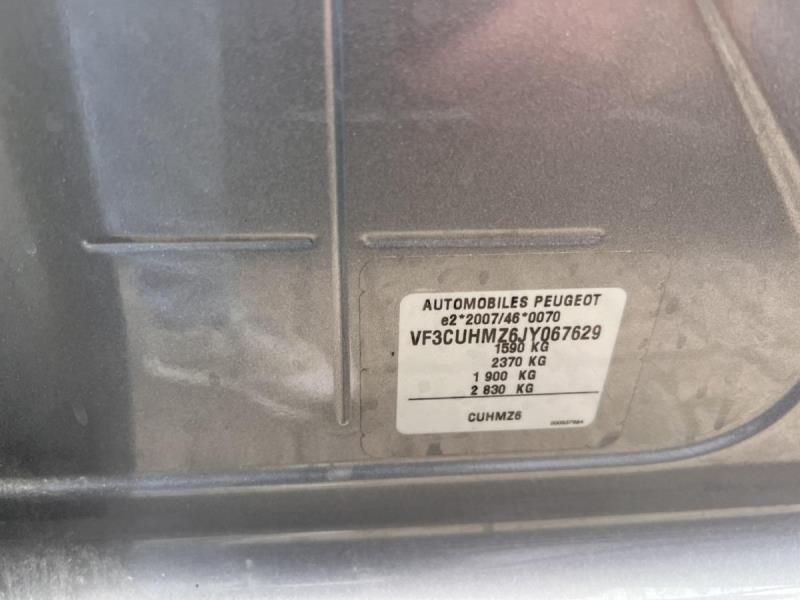 AUTOMOBILES PEUGEOT
e2*2007/46*0070
VF3CUHMZ6JY067629
1590 KG
2370 KG
1 900 KG
2 830 KG
CUHMZ6